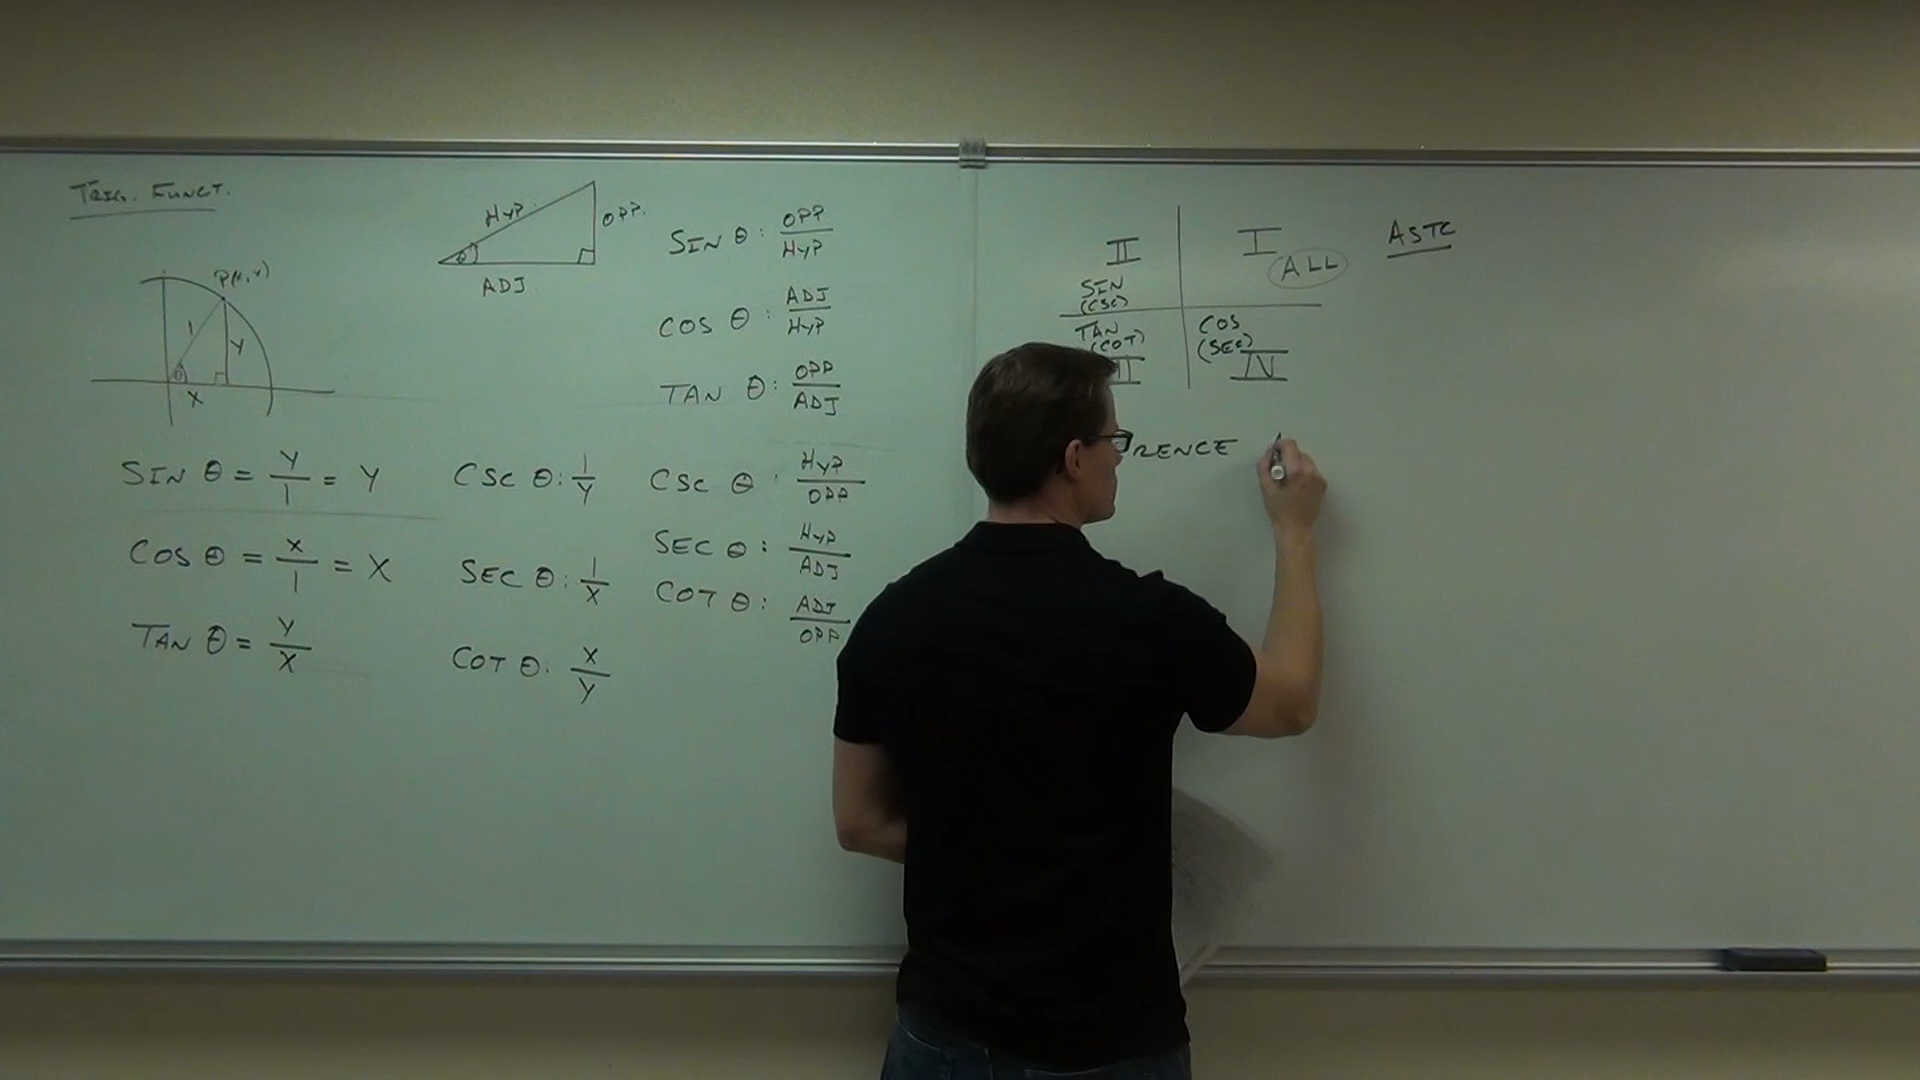 TRIG. FUNCT.
HYP.
OPP.
θ
ADJ
P(x,y)
1
Y
θ
X
SIN θ = Y/1 = Y
COS θ = X/1 = X
TAN θ = Y/X
CSC θ: 1/Y
SEC θ: 1/X
COT θ: X/Y
SIN θ: OPP/HYP
COS θ: ADJ/HYP
TAN θ: OPP/ADJ
CSC θ: HYP/OPP
SEC θ: HYP/ADJ
COT θ: ADJ/OPP
II
I
ALL
ASTC
SIN
(CSC)
TAN
(COT)
COS
(SEC)
IV
RENCE